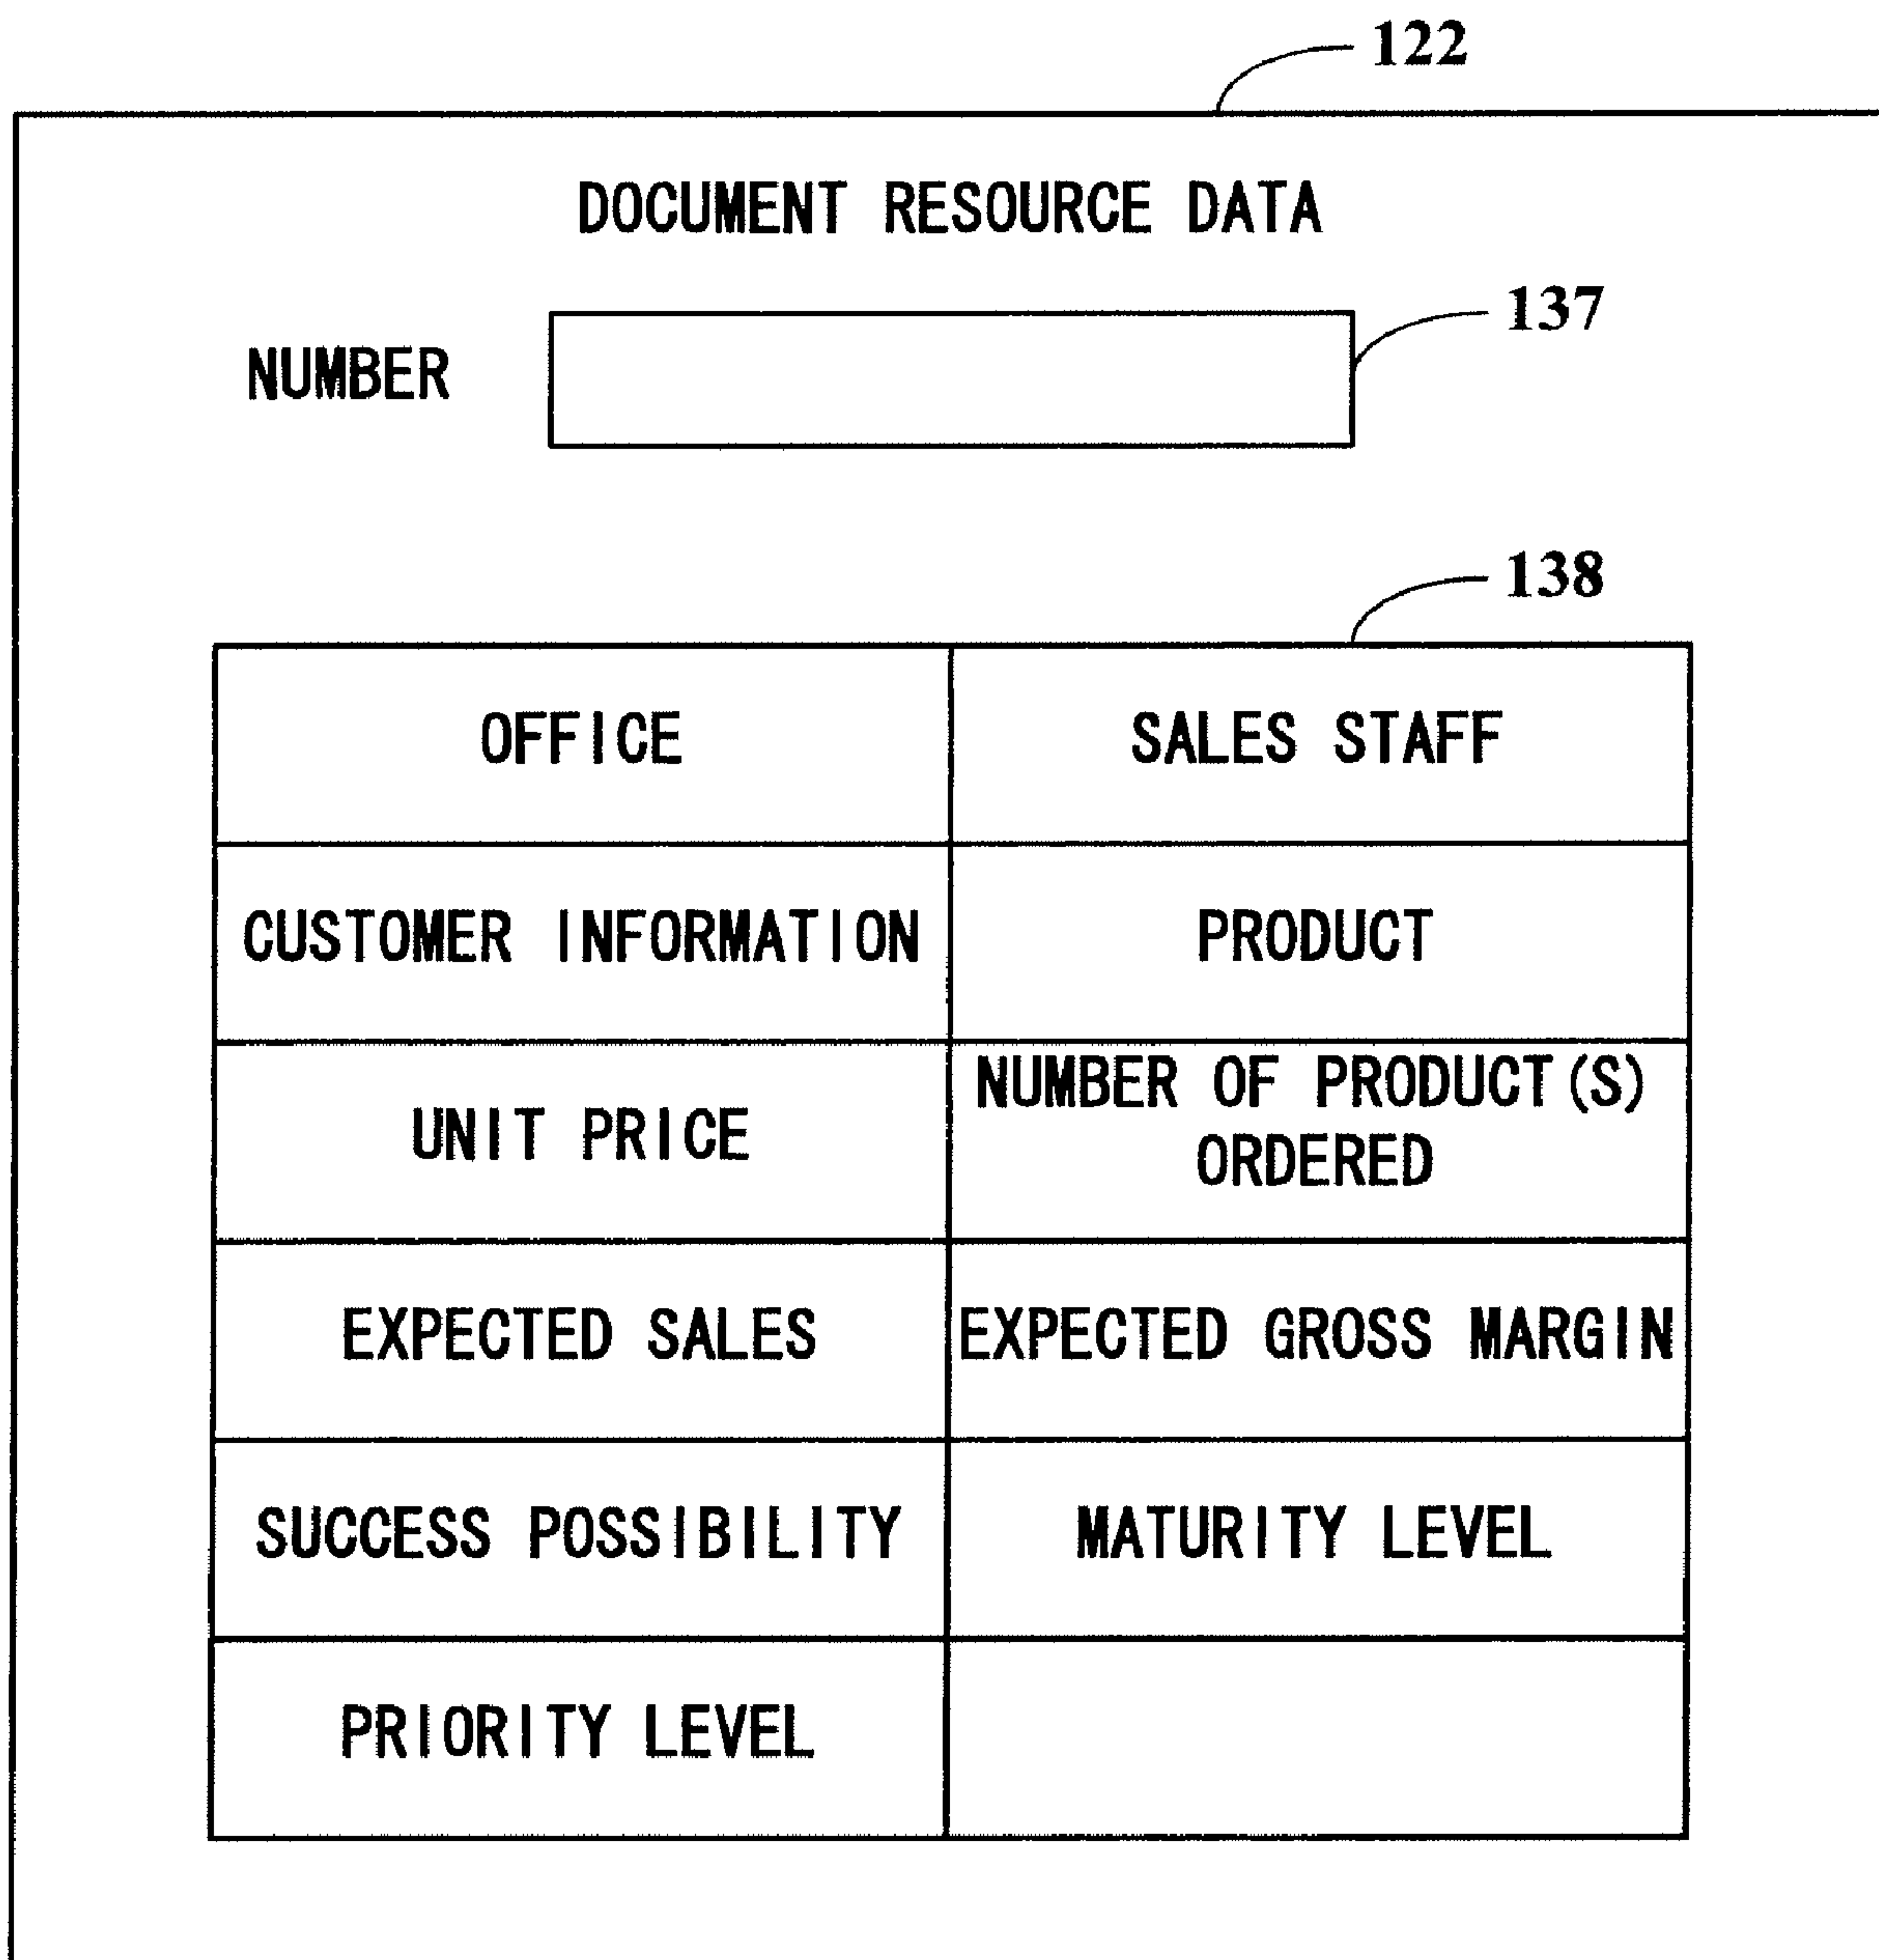 122
DOCUMENT RESOURCE DATA
137
NUMBER
138
OFFICE
SALES STAFF
CUSTOMER INFORMATION
PRODUCT
UNIT PRICE
NUMBER OF PRODUCT(S)
ORDERED
EXPECTED SALES
EXPECTED GROSS MARGIN
SUCCESS POSSIBILITY
MATURITY LEVEL
PRIORITY LEVEL